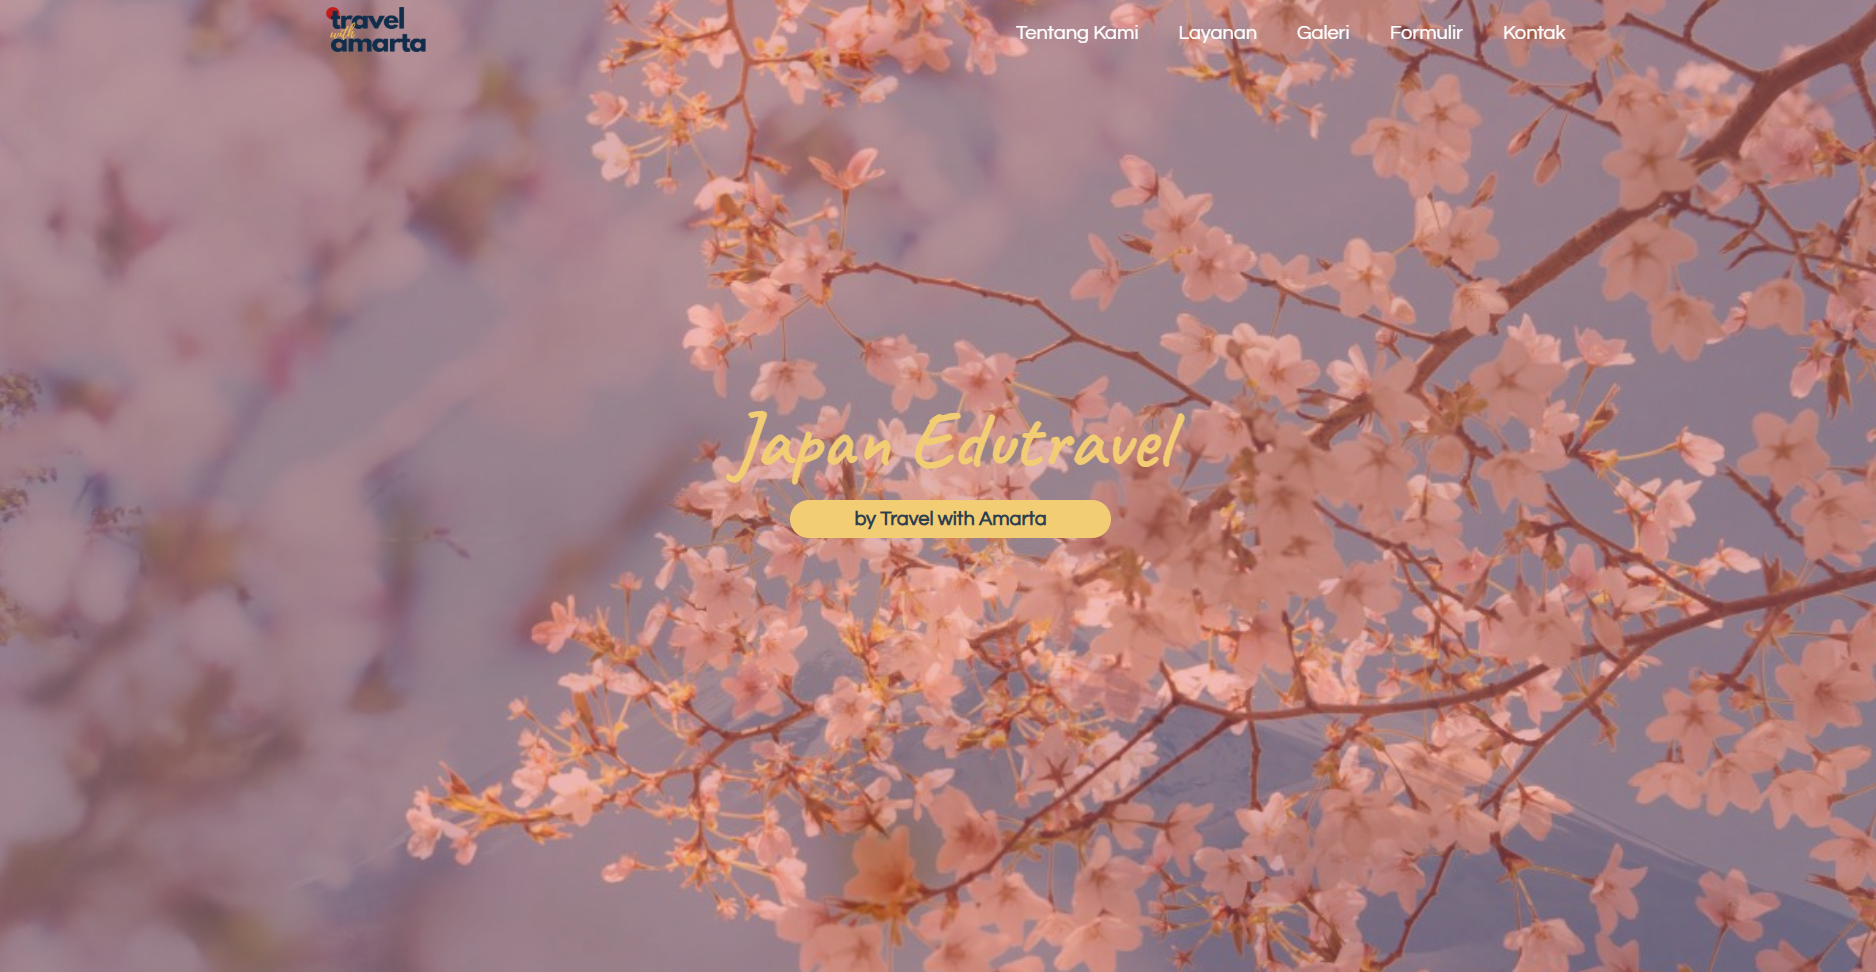 travel
with
amarta
Tentang Kami Layanan Galeri Formulir Kontak
Japan Edutravel
by Travel with Amarta